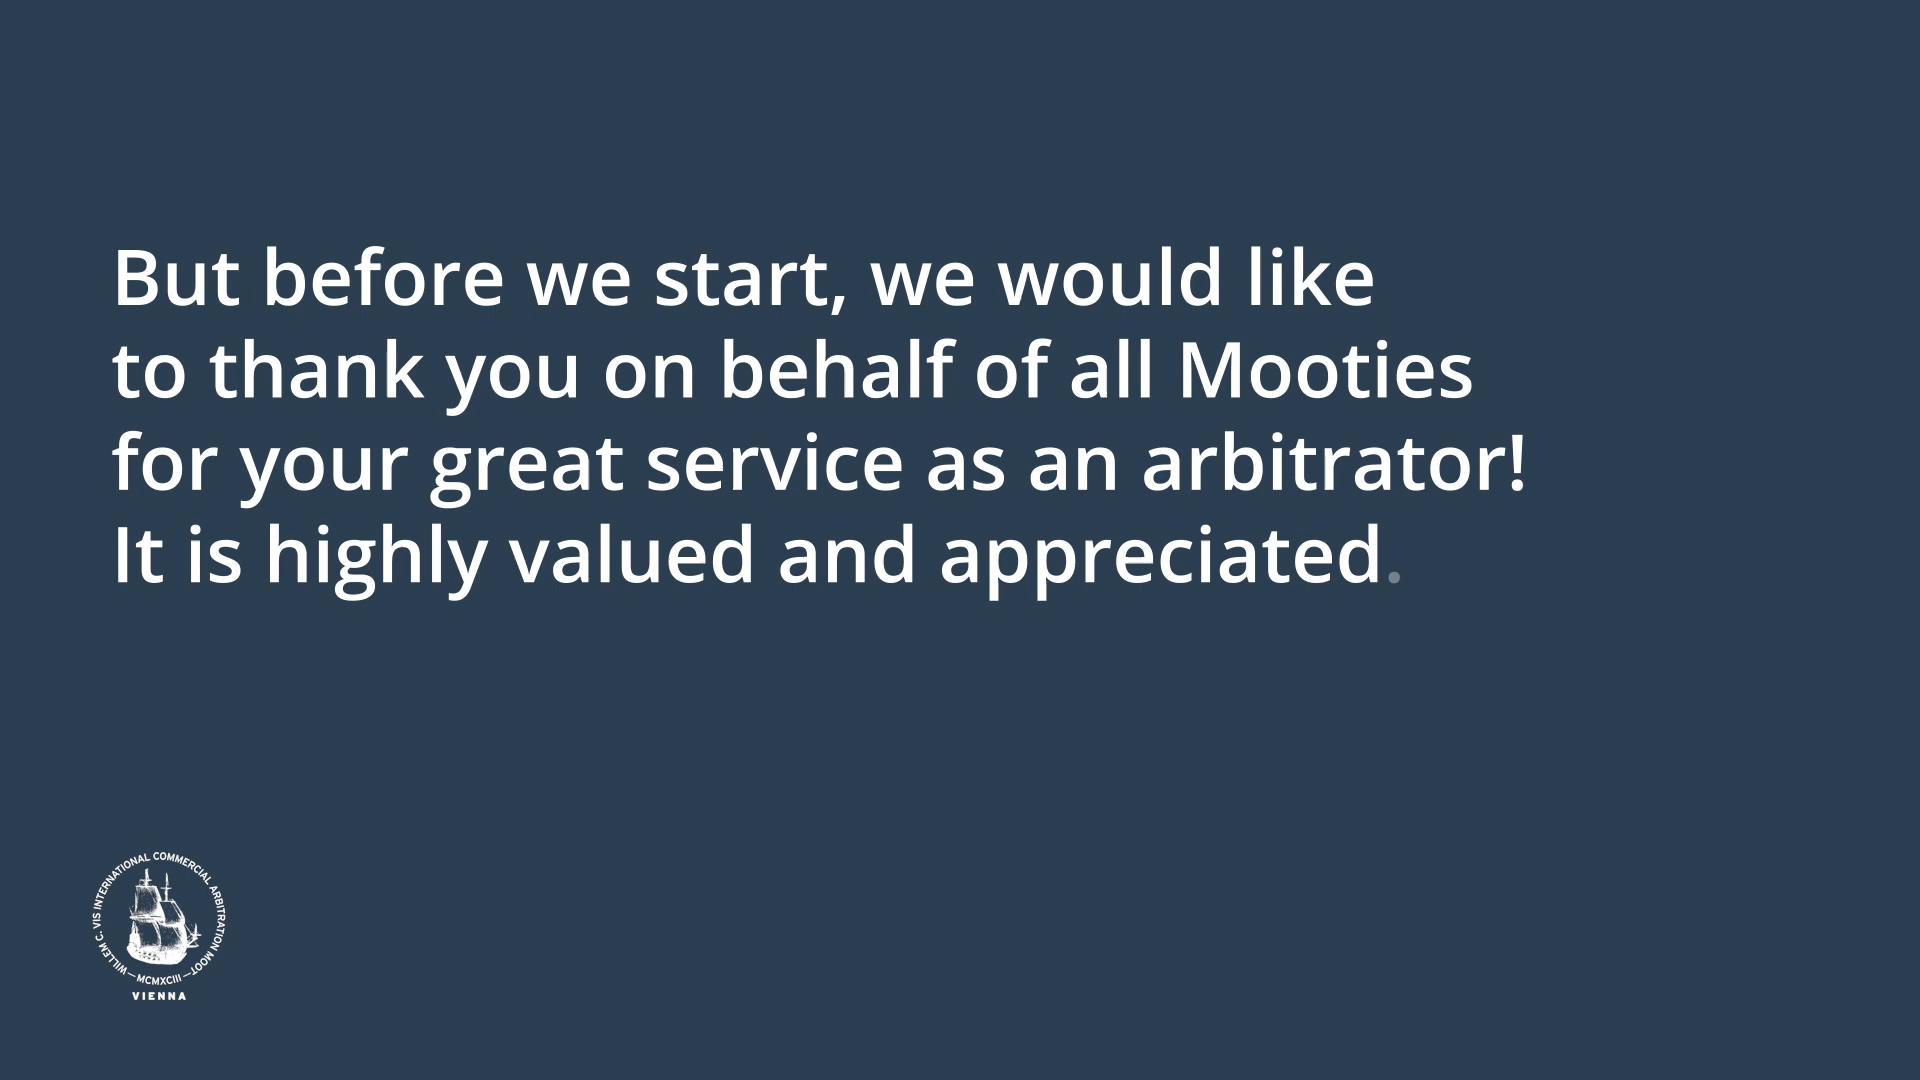 But before we start, we would like
to thank you on behalf of all Mooties
for your great service as an arbitrator!
It is highly valued and appreciated.
WILLEM C. VIS INTERNATIONAL COMMERCIAL ARBITRATION MOOT
— MCMXCIII —
VIENNA